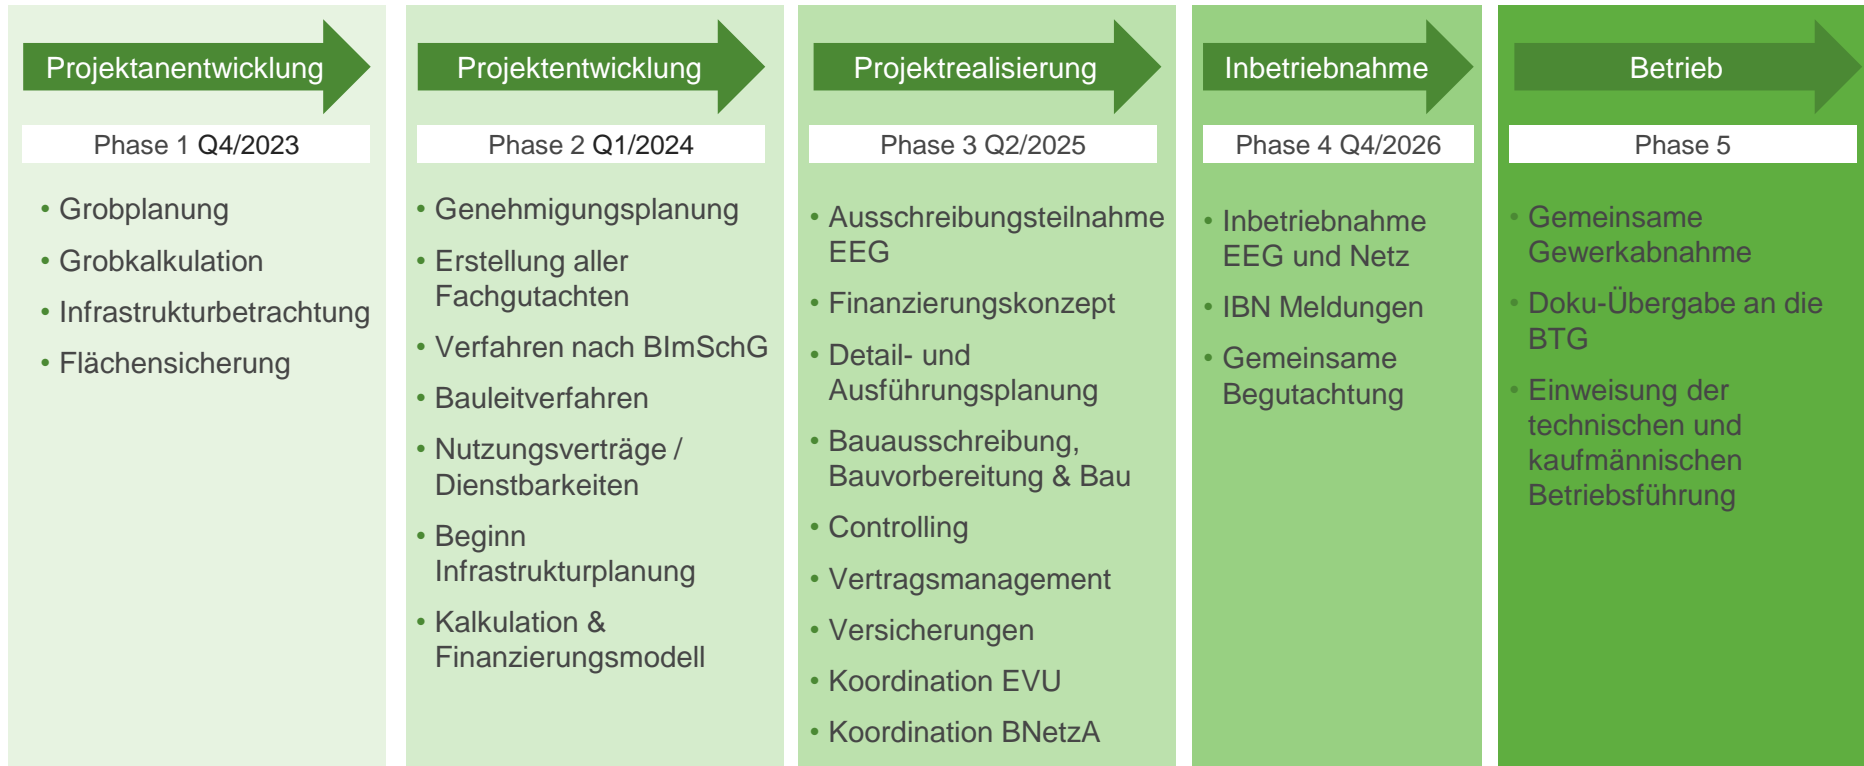 Projektanentwicklung
Phase 1 Q4/2023
• Grobplanung
• Grobkalkulation
• Infrastrukturbetrachtung
• Flächensicherung
Projektentwicklung
Phase 2 Q1/2024
• Genehmigungsplanung
• Erstellung aller
Fachgutachten
• Verfahren nach BImSchG
• Bauleitverfahren
• Nutzungsverträge /
Dienstbarkeiten
• Beginn
Infrastrukturplanung
• Kalkulation &
Finanzierungsmodell
Projektrealisierung
Phase 3 Q2/2025
• Ausschreibungsteilnahme
EEG
• Finanzierungskonzept
• Detail- und
Ausführungsplanung
• Bauausschreibung,
Bauvorbereitung & Bau
• Controlling
• Vertragsmanagement
• Versicherungen
• Koordination EVU
• Koordination BNetzA
Inbetriebnahme
Phase 4 Q4/2026
• Inbetriebnahme
EEG und Netz
• IBN Meldungen
• Gemeinsame
Begutachtung
Betrieb
Phase 5
• Gemeinsame
Gewerkabnahme
• Doku-Übergabe an die
BTG
• Einweisung der
technischen und
kaufmännischen
Betriebsführung